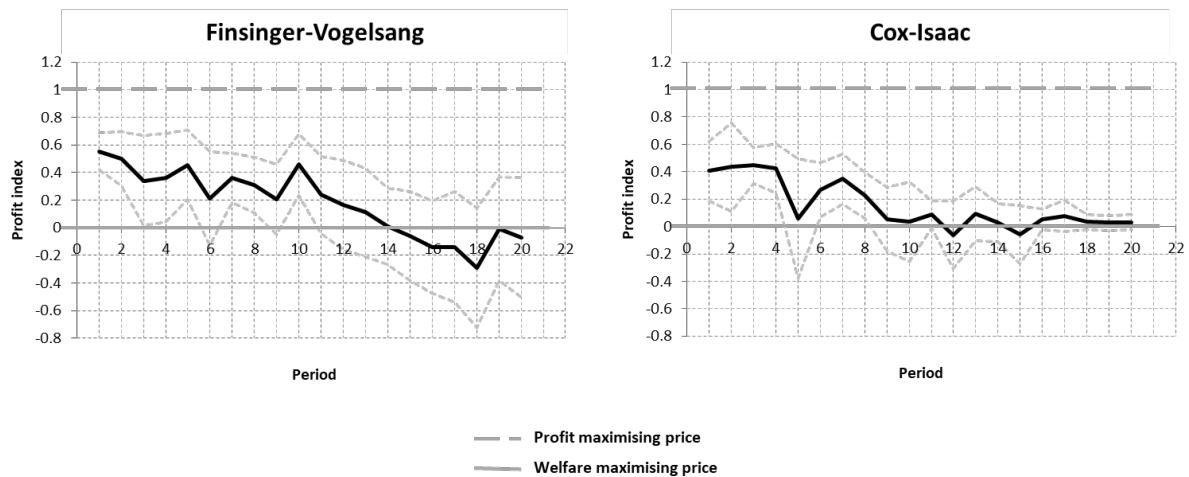 Finsinger-Vogelsang
1.2
1
0.8
0.6
0.4
0.2
0
-0.2
-0.4
-0.6
-0.8
0 2 4 6 8 10 12 14 16 18 20 22
Profit index
Period
Cox-Isaac
1.2
1
0.8
0.6
0.4
0.2
0
-0.2
-0.4
-0.6
-0.8
0 2 4 6 8 10 12 14 16 18 20 22
Profit index
Period
Profit maximising price
Welfare maximising price